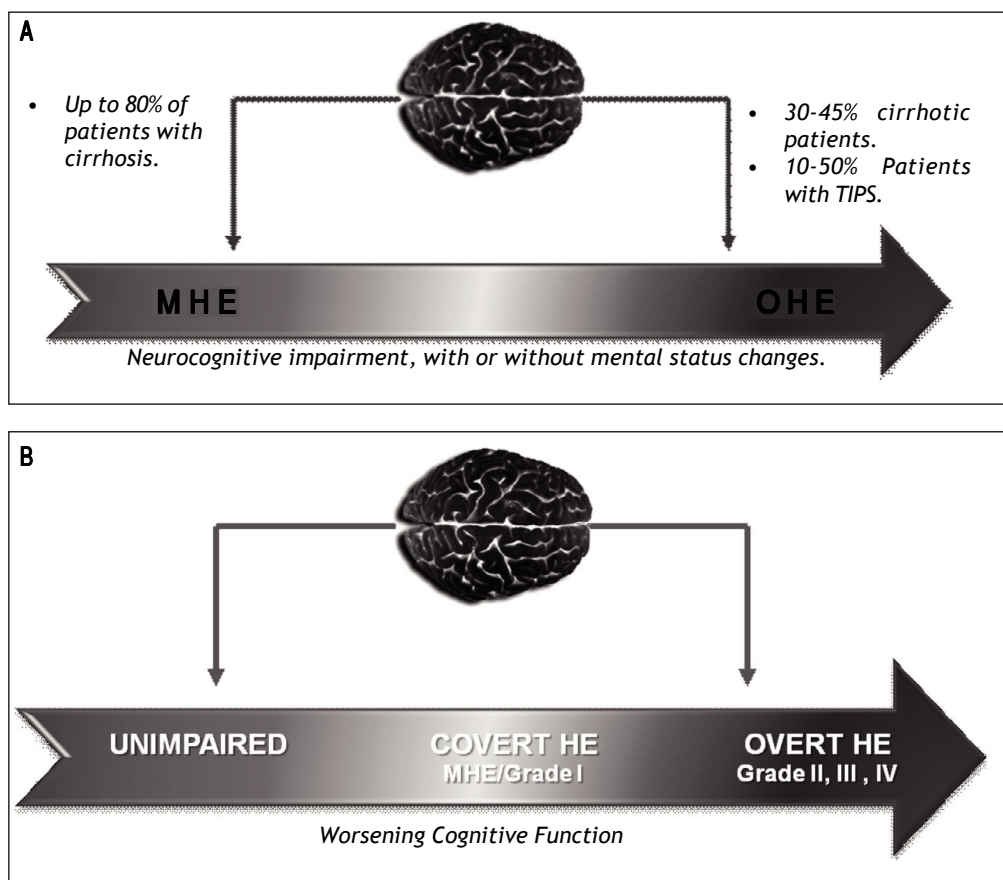 A
• Up to 80% of
patients with
cirrhosis.
• 30-45% cirrhotic
patients.
• 10-50% Patients
with TIPS.
MHE
OHE
Neurocognitive impairment, with or without mental status changes.
B
UNIMPAIRED
COVERT HE
MHE/Grade I
OVERT HE
Grade II, III , IV
Worsening Cognitive Function